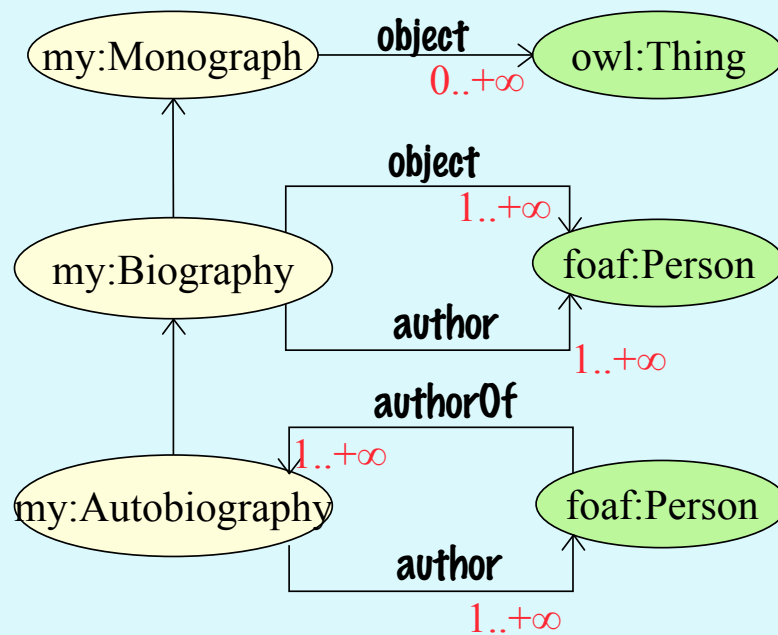 my:Monograph
object
0..+∞
owl:Thing
object
1..+∞
my:Biography
foaf:Person
author
1..+∞
authorOf
1..+∞
my:Autobiography
foaf:Person
author
1..+∞